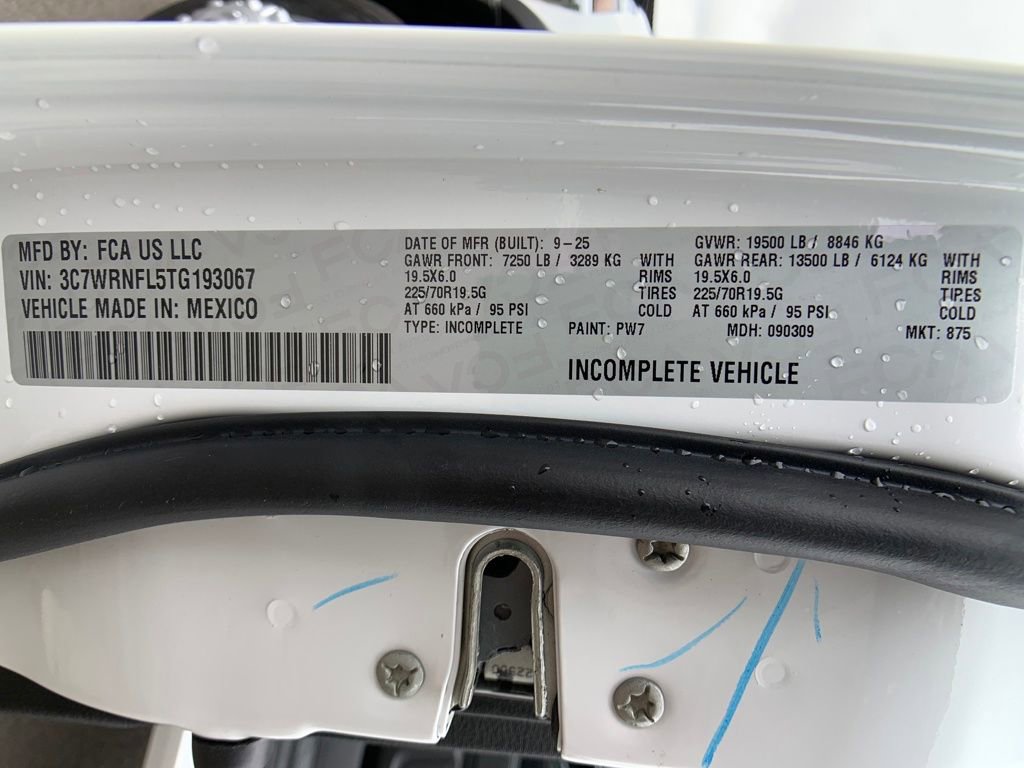 MFD BY: FCA US LLC
VIN: 3C7WRNFL5TG193067
VEHICLE MADE IN: MEXICO
DATE OF MFR (BUILT): 9-25
GAWR FRONT: 7250 LB / 3289 KG WITH
19.5X6.0 RIMS
225/70R19.5G TIRES
AT 660 kPa / 95 PSI COLD
TYPE: INCOMPLETE
GVWR: 19500 LB / 8846 KG
GAWR REAR: 13500 LB / 6124 KG WITH
19.5X6.0 RIMS
225/70R19.5G TIRES
AT 660 kPa / 95 PSI COLD
PAINT: PW7 MDH: 090309 MKT: 875
INCOMPLETE VEHICLE